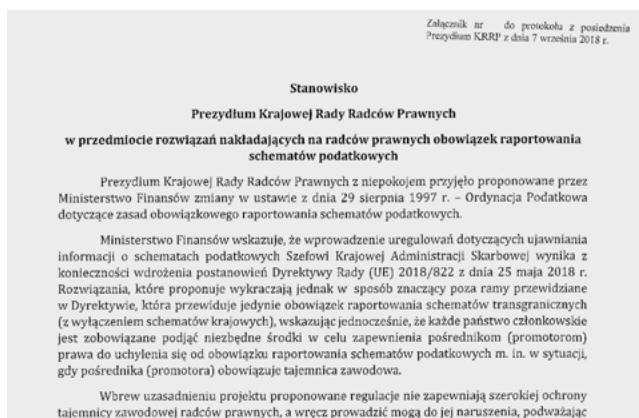 Załącznik nr do protokołu z posiedzenia
Prezydium KRRP z dnia 7 września 2018 r.
Stanowisko
Prezydium Krajowej Rady Radców Prawnych
w przedmiocie rozwiązań nakładających na radców prawnych obowiązek raportowania
schematów podatkowych
Prezydium Krajowej Rady Radców Prawnych z niepokojem przyjęło proponowane przez
Ministerstwo Finansów zmiany w ustawie z dnia 29 sierpnia 1997 r. – Ordynacja Podatkowa
dotyczące zasad obowiązkowego raportowania schematów podatkowych.
Ministerstwo Finansów wskazuje, że wprowadzenie uregulowań dotyczących ujawniania
informacji o schematach podatkowych Szefowi Krajowej Administracji Skarbowej wynika z
konieczności wdrożenia postanowień Dyrektywy Rady (UE) 2018/822 z dnia 25 maja 2018 r.
Rozwiązania, które proponuje wykraczają jednak w sposób znaczący poza ramy przewidziane
w Dyrektywie, która przewiduje jedynie obowiązek raportowania schematów transgranicznych
(z wyłączeniem schematów krajowych), wskazując jednocześnie, że każde państwo członkowskie
jest zobowiązane podjąć niezbędne środki w celu zapewnienia pośrednikom (promotorom)
prawa do uchylenia się od obowiązku raportowania schematów podatkowych m. in. w sytuacji,
gdy pośrednika (promotora) obowiązuje tajemnica zawodowa.
Wbrew uzasadnieniu projektu proponowane regulacje nie zapewniają szerokiej ochrony
tajemnicy zawodowej radców prawnych, a wręcz prowadzić mogą do jej naruszenia, podważając